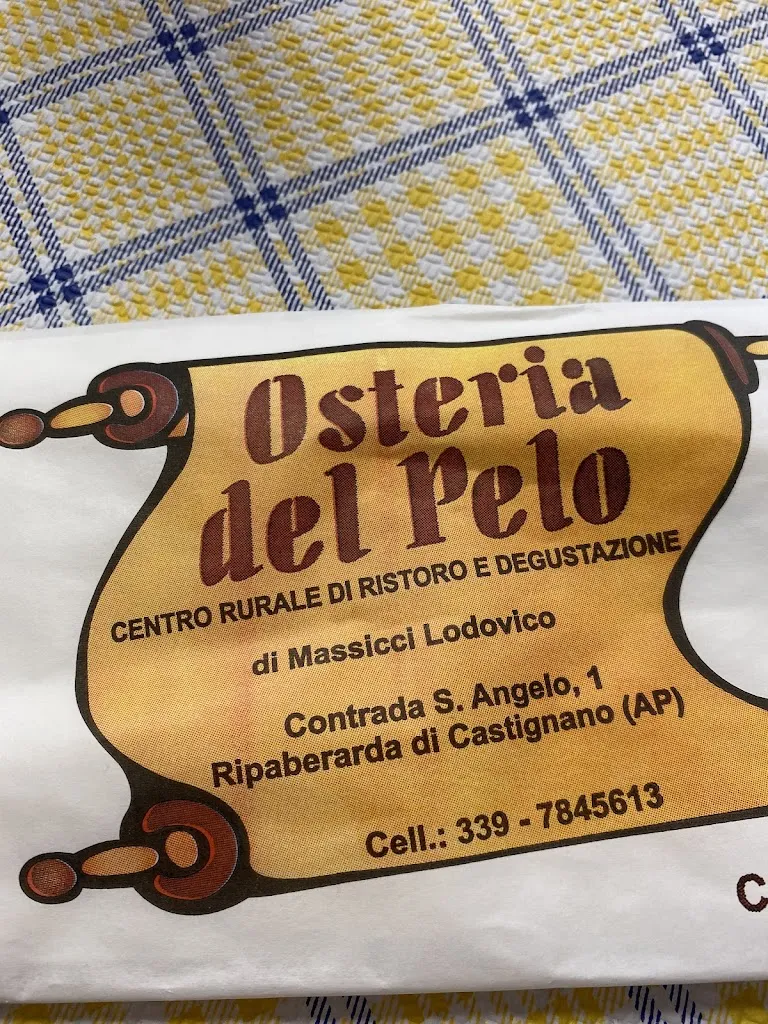 Osteria
del Pelo
CENTRO RURALE DI RISTORO E DEGUSTAZIONE
di Massicci Lodovico
Contrada S. Angelo, 1
Ripaberarda di Castignano (AP)
Cell.: 339 - 7845613